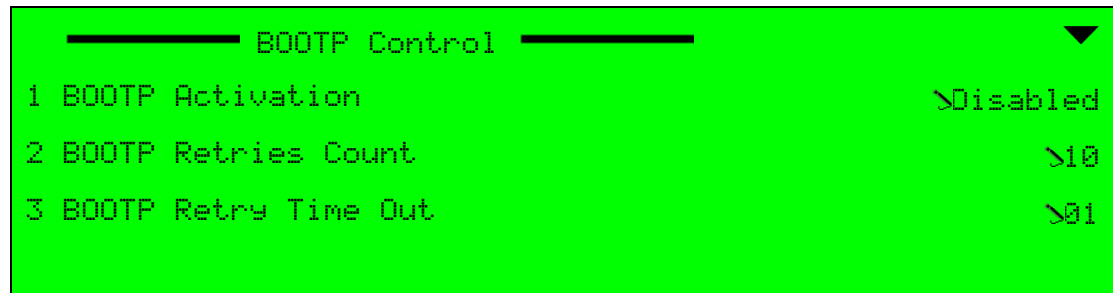 BOOTP Control
1 BOOTP Activation Disabled
2 BOOTP Retries Count 10
3 BOOTP Retry Time Out 01